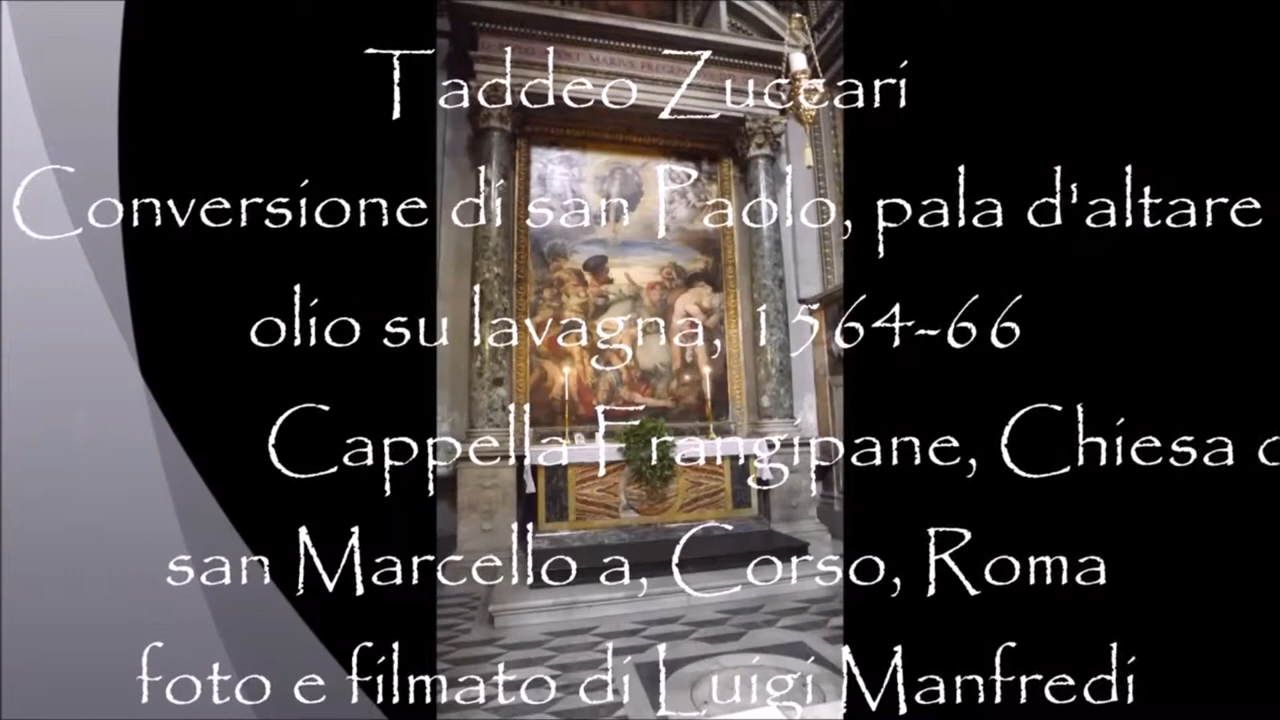 Taddeo Zuccari
Conversione di san Paolo, pala d'altare
olio su lavagna, 1564-66
Cappella Frangipane, Chiesa d
san Marcello a, Corso, Roma
foto e filmato di Luigi Manfredi
MARIUS